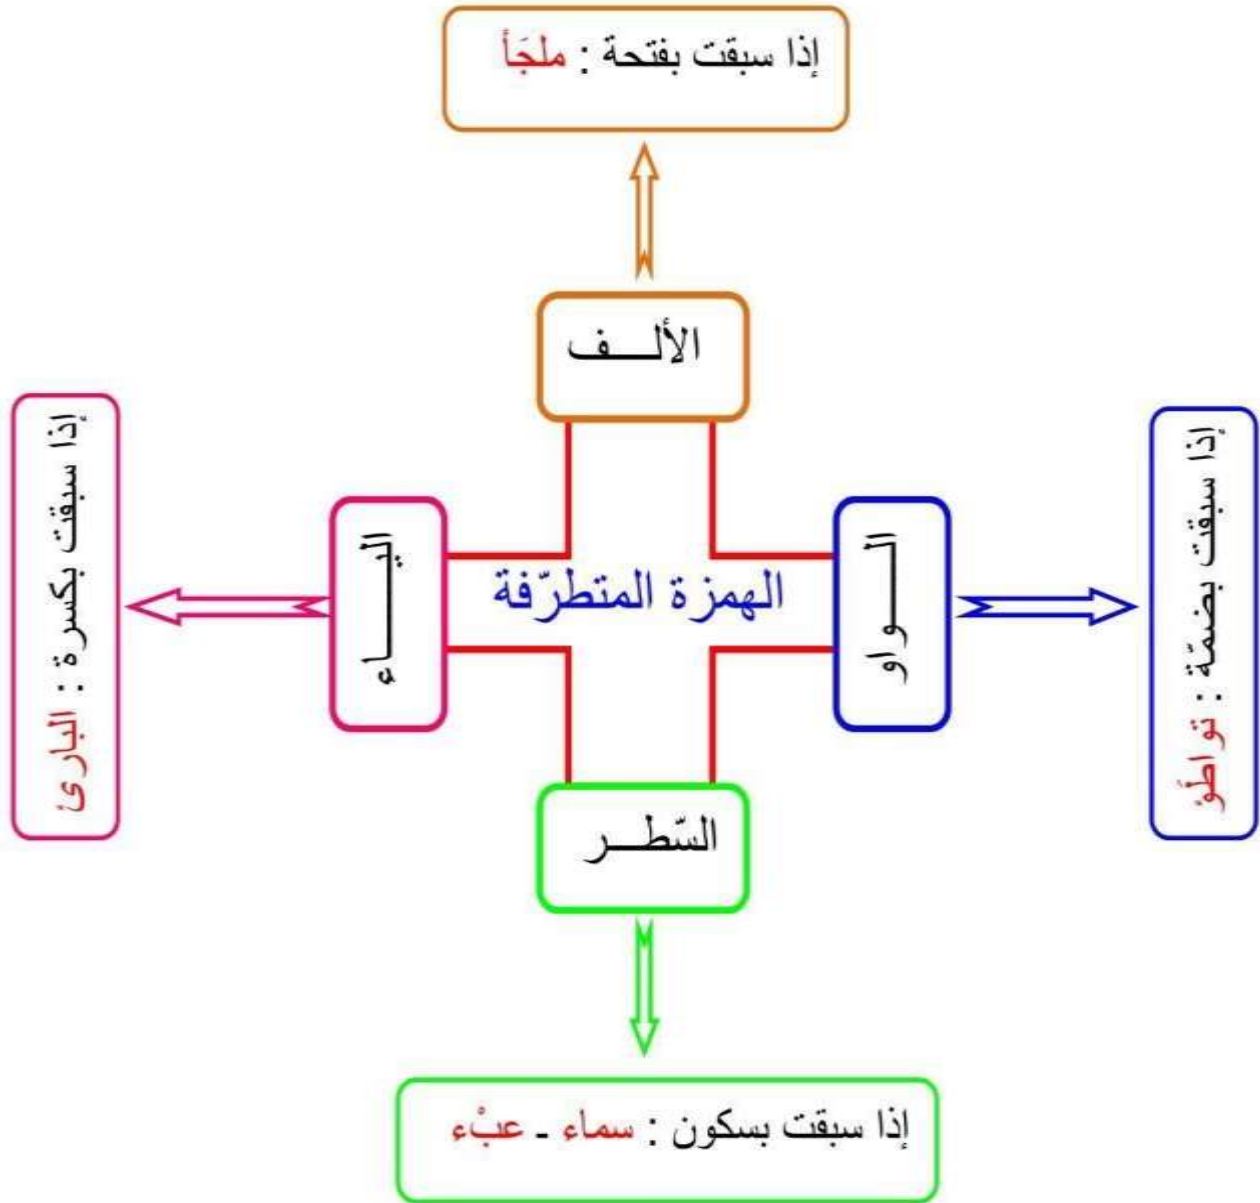 إذا سبقت بفتحة : ملجَأ
الألـــف
الهمزة المتطرّفة
الـــواو
إذا سبقت بضمّة : تواطُؤ
اليـــاء
إذا سبقت بكسرة : البارئ
السّطـــر
إذا سبقت بسكون : سماء - عبْء